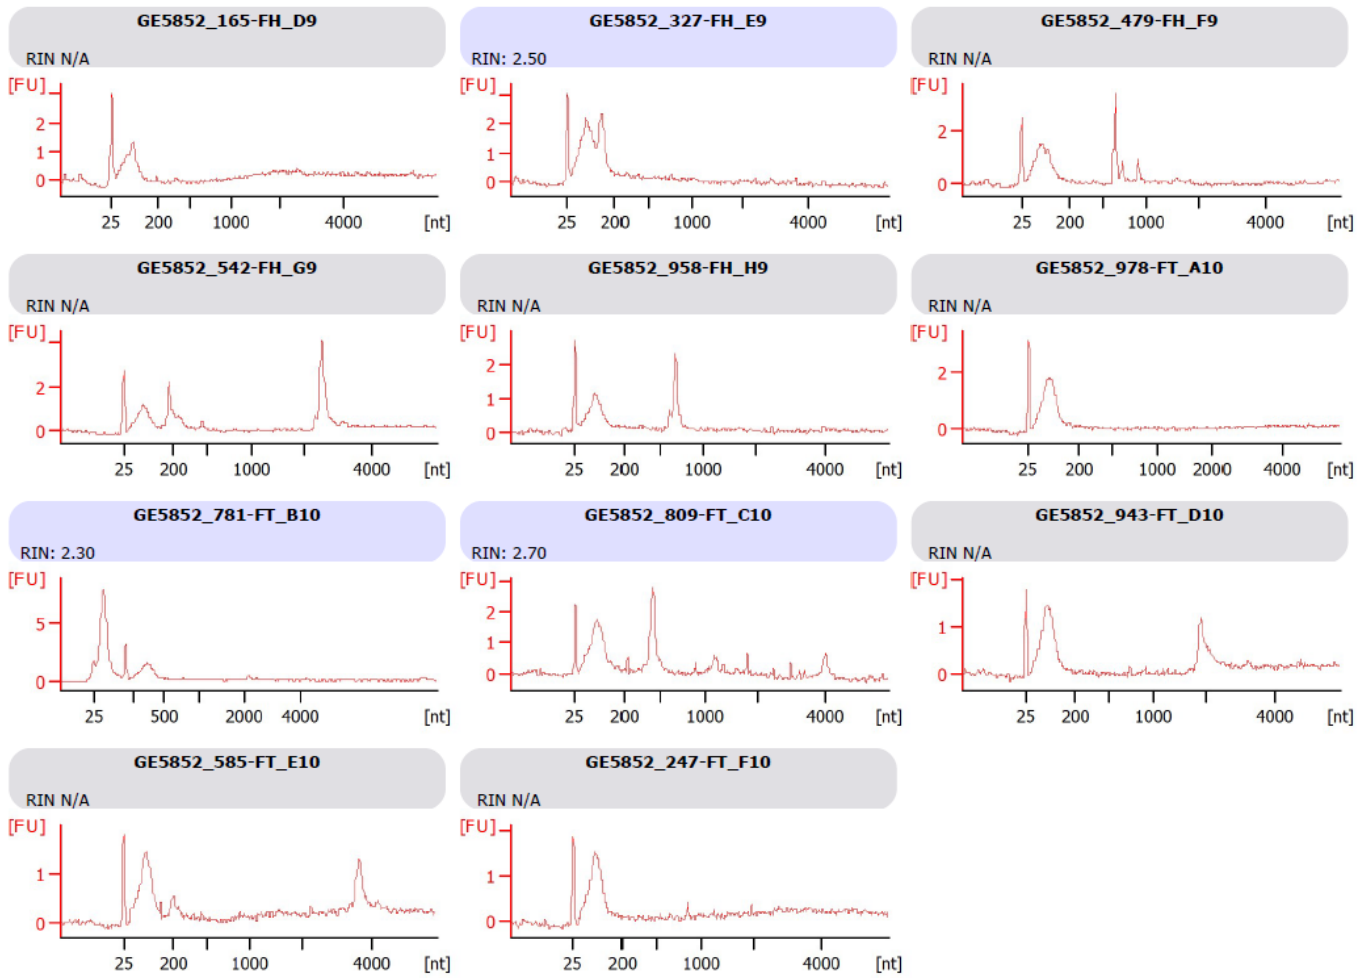 GE5852_165-FH_D9
RIN N/A
[FU]
2
1
0
25 200 1000 4000 [nt]
GE5852_327-FH_E9
RIN: 2.50
[FU]
2
1
0
25 200 1000 4000 [nt]
GE5852_479-FH_F9
RIN N/A
[FU]
2
0
25 200 1000 4000 [nt]
GE5852_542-FH_G9
RIN N/A
[FU]
2
0
25 200 1000 4000 [nt]
GE5852_958-FH_H9
RIN N/A
[FU]
2
1
0
25 200 1000 4000 [nt]
GE5852_978-FT_A10
RIN N/A
[FU]
2
0
25 200 1000 2000 4000 [nt]
GE5852_781-FT_B10
RIN: 2.30
[FU]
5
0
25 500 2000 4000 [nt]
GE5852_809-FT_C10
RIN: 2.70
[FU]
2
1
0
25 200 1000 4000 [nt]
GE5852_943-FT_D10
RIN N/A
[FU]
1
0
25 200 1000 4000 [nt]
GE5852_585-FT_E10
RIN N/A
[FU]
1
0
25 200 1000 4000 [nt]
GE5852_247-FT_F10
RIN N/A
[FU]
1
0
25 200 1000 4000 [nt]